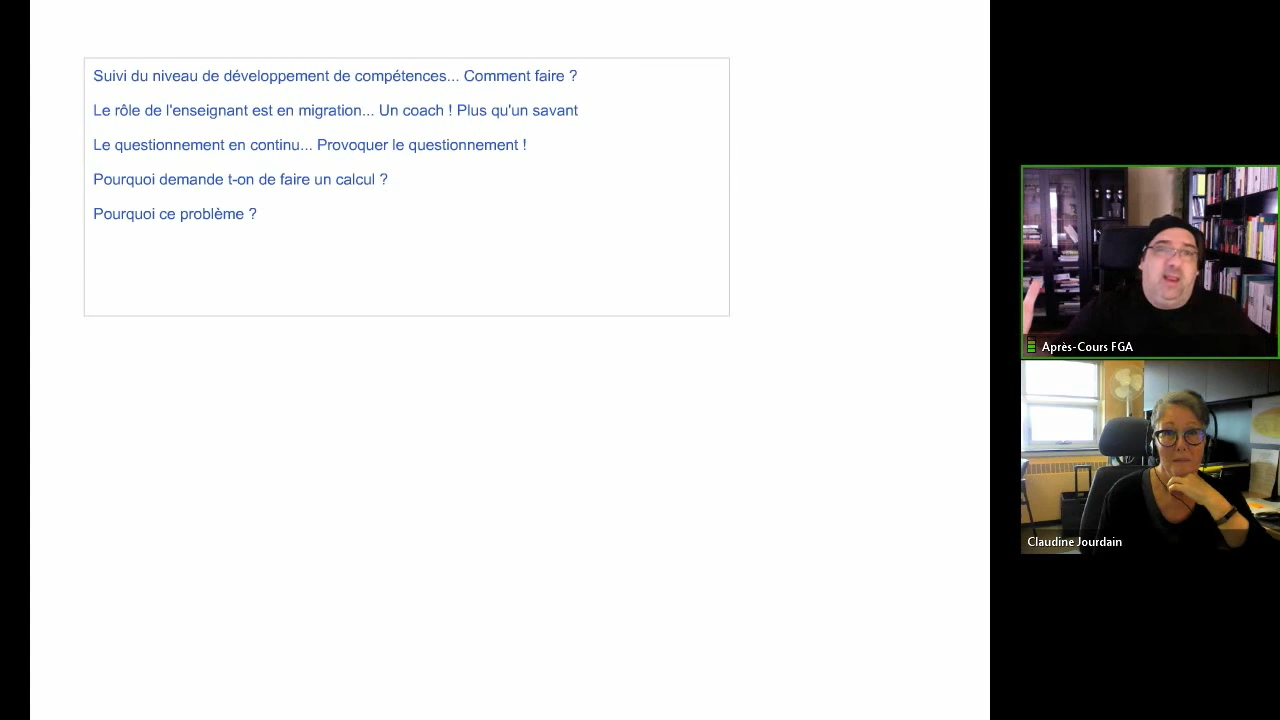 Suivi du niveau de développement de compétences... Comment faire ?
Le rôle de l'enseignant est en migration... Un coach ! Plus qu'un savant
Le questionnement en continu... Provoquer le questionnement !
Pourquoi demande t-on de faire un calcul ?
Pourquoi ce problème ?
Après-Cours FGA
Claudine Jourdain